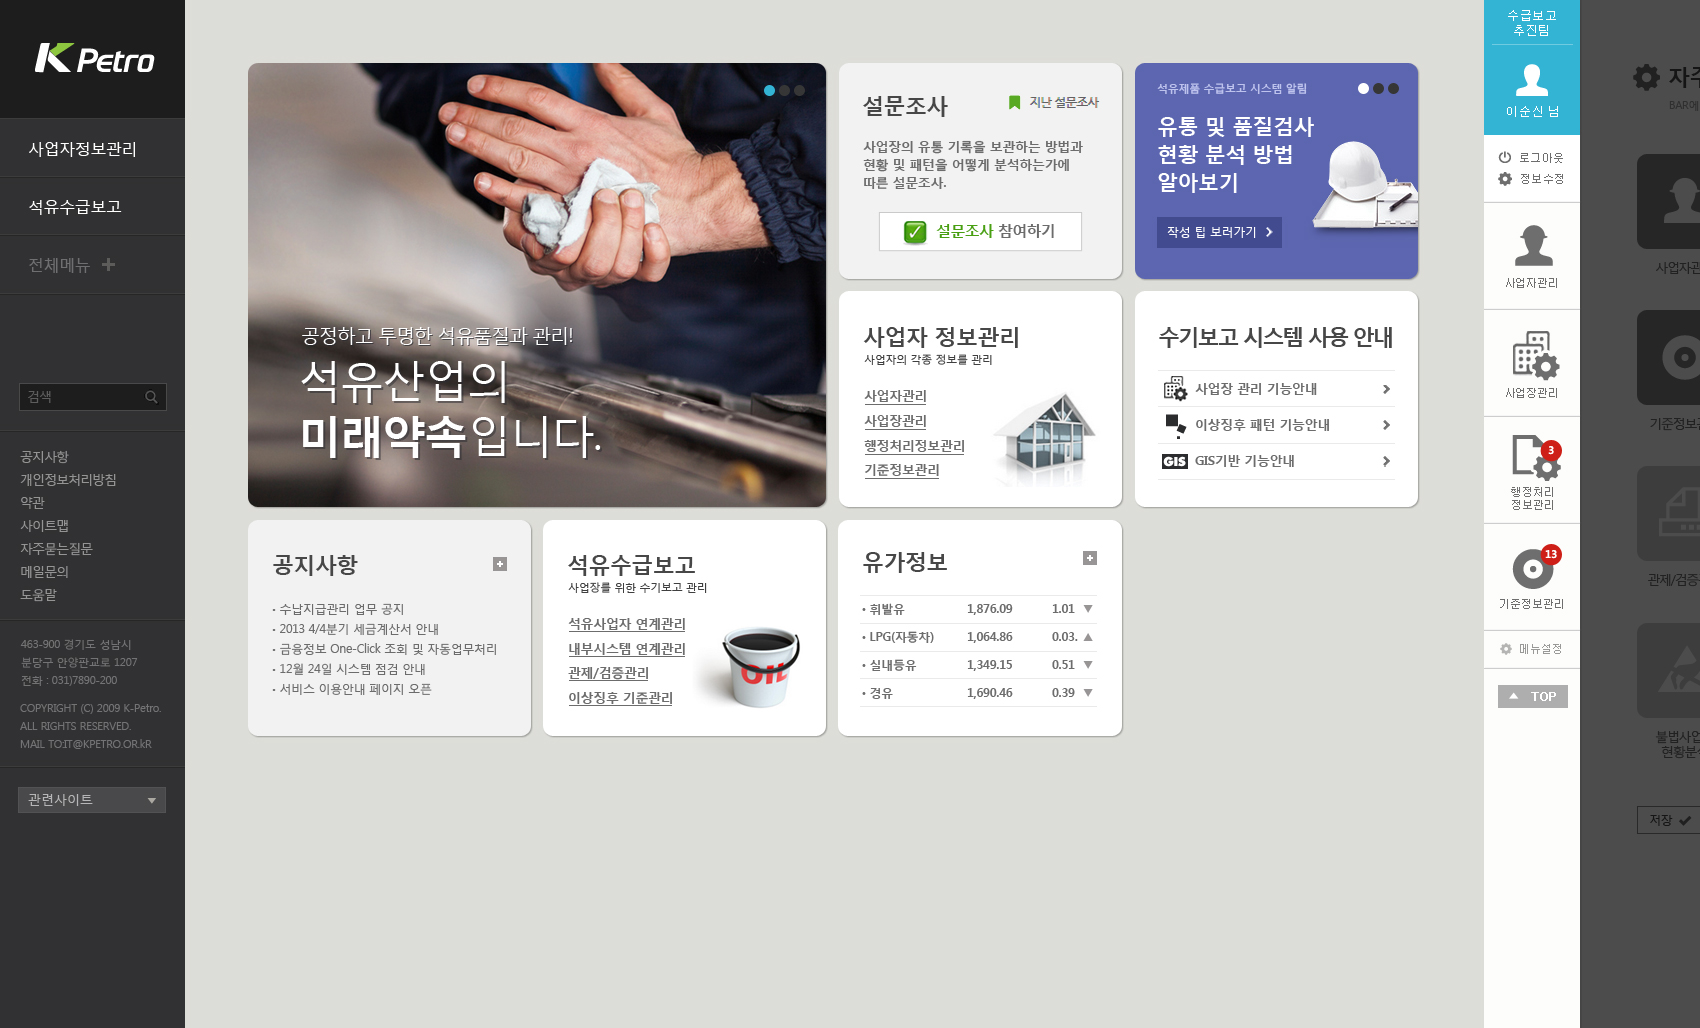 K Petro
사업자정보관리
석유수급보고
전체메뉴
검색
공지사항
개인정보처리방침
약관
사이트맵
자주묻는질문
메일문의
도움말
463-900 경기도 성남시
분당구 안양판교로 1207
전화 : 031)7890-200
COPYRIGHT (C) 2009 K-Petro.
ALL RIGHTS RESERVED.
MAIL TO:IT@KPETRO.OR.kR
관련사이트
공정하고 투명한 석유품질과 관리!
석유산업의
미래약속입니다.
설문조사
지난 설문조사
사업장의 유통 기록을 보관하는 방법과
현황 및 패턴을 어떻게 분석하는가에
따른 설문조사.
설문조사 참여하기
석유제품 수급보고 시스템 알림
유통 및 품질검사
현황 분석 방법
알아보기
작성 팁 보러가기
사업자 정보관리
사업자의 각종 정보를 관리
사업자관리
사업장관리
행정처리정보관리
기준정보관리
수기보고 시스템 사용 안내
사업장 관리 기능안내
이상징후 패턴 기능안내
GIS GIS기반 기능안내
공지사항
· 수납지급관리 업무 공지
· 2013 4/4분기 세금계산서 안내
· 금융정보 One-Click 조회 및 자동업무처리
· 12월 24일 시스템 점검 안내
· 서비스 이용안내 페이지 오픈
석유수급보고
사업장를 위한 수기보고 관리
석유사업자 연계관리
내부시스템 연계관리
관제/검증관리
이상징후 기준관리
OIL
유가정보
· 휘발유 1,876.09 1.01 ▼
· LPG(자동차) 1,064.86 0.03. ▲
· 실내등유 1,349.15 0.51 ▼
· 경유 1,690.46 0.39 ▼
수급보고
추진팀
이순신 님
로그아웃
정보수정
사업자관리
사업장관리
3
행정처리
정보관리
13
기준정보관리
메뉴설정
▲ TOP
자주
BAR에
사업자관
기준정보관
관제/검증
불법사업
현황분석
저장